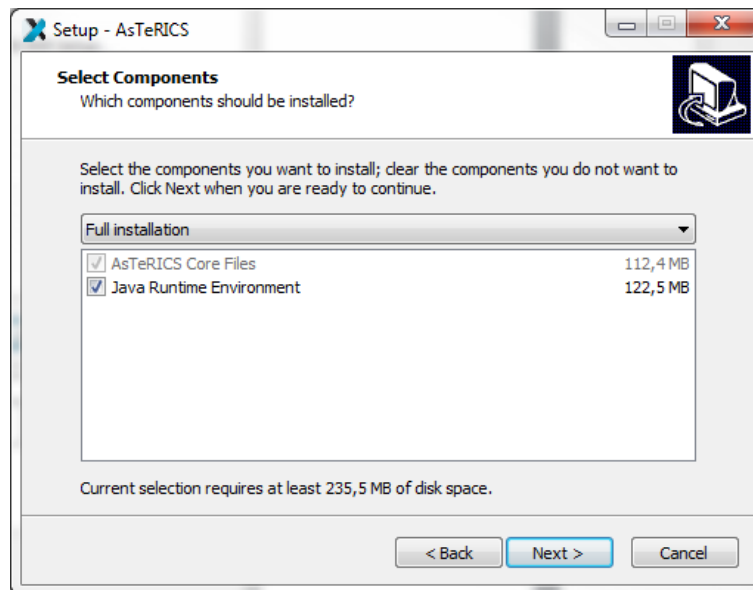 Setup - AsTeRICS
Select Components
Which components should be installed?
Select the components you want to install; clear the components you do not want to
install. Click Next when you are ready to continue.
Full installation
AsTeRICS Core Files 112,4 MB
Java Runtime Environment 122,5 MB
Current selection requires at least 235,5 MB of disk space.
< Back Next > Cancel